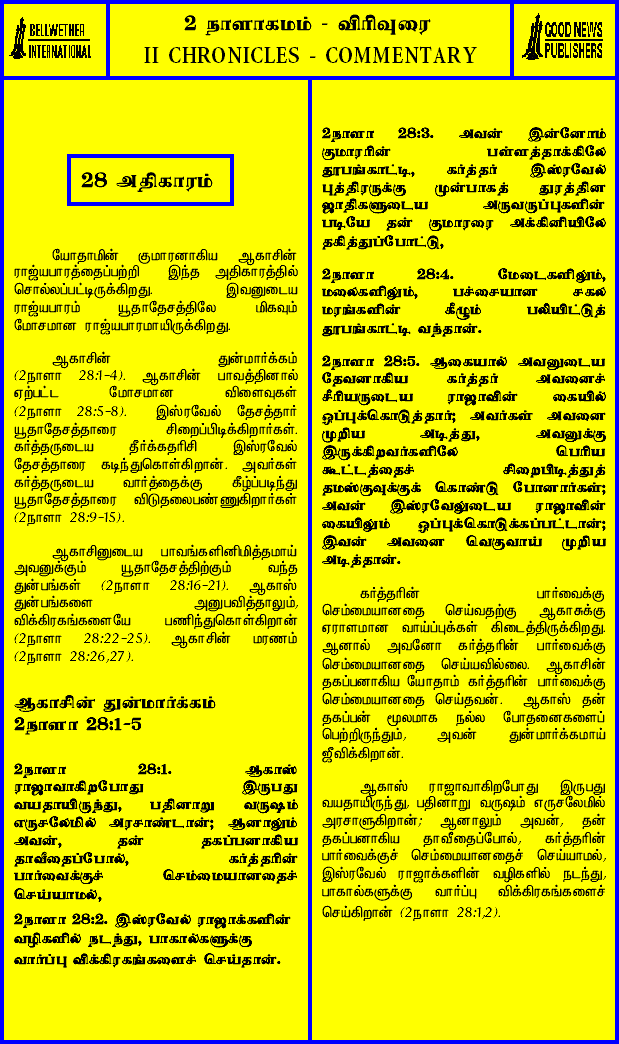 BELLWETHER
INTERNATIONAL
2 நாளாகமம் - விரிவுரை
II CHRONICLES - COMMENTARY
GOOD NEWS
PUBLISHERS
28 அதிகாரம்
யோதாமின் குமாரனாகிய ஆகாசின்
ராஜ்யபாரத்தைப்பற்றி இந்த அதிகாரத்தில்
சொல்லப்பட்டிருக்கிறது. இவனுடைய
ராஜ்யபாரம் யூதாதேசத்திலே மிகவும்
மோசமான ராஜ்யபாரமாயிருக்கிறது.
ஆகாசின் துன்மார்க்கம்
(2நாளா 28:1-4). ஆகாசின் பாவத்தினால்
ஏற்பட்ட மோசமான விளைவுகள்
(2நாளா 28:5-8). இஸ்ரவேல் தேசத்தார்
யூதாதேசத்தாரை சிறைப்பிடிக்கிறார்கள்.
கர்த்தருடைய தீர்க்கதரிசி இஸ்ரவேல்
தேசத்தாரை கடிந்துகொள்கிறான். அவர்கள்
கர்த்தருடைய வார்த்தைக்கு கீழ்ப்படிந்து
யூதாதேசத்தாரை விடுதலைபண்ணுகிறார்கள்
(2நாளா 28:9-15).
ஆகாசினுடைய பாவங்களினிமித்தமாய்
அவனுக்கும் யூதாதேசத்திற்கும் வந்த
துன்பங்கள் (2நாளா 28:16-21). ஆகாஸ்
துன்பங்களை அனுபவித்தாலும்,
விக்கிரகங்களையே பணிந்துகொள்கிறான்
(2நாளா 28:22-25). ஆகாசின் மரணம்
(2நாளா 28:26,27).
ஆகாசின் துன்மார்க்கம்
2நாளா 28:1-5
2நாளா 28:1. ஆகாஸ்
ராஜாவாகிறபோது இருபது
வயதாயிருந்து, பதினாறு வருஷம்
எருசலேமில் அரசாண்டான்; ஆனாலும்
அவன், தன் தகப்பனாகிய
தாவீதைப்போல், கர்த்தரின்
பார்வைக்குச் செம்மையானதைச்
செய்யாமல்,
2நாளா 28:2. இஸ்ரவேல் ராஜாக்களின்
வழிகளில் நடந்து, பாகால்களுக்கு
வார்ப்பு விக்கிரகங்களைச் செய்தான்.
2நாளா 28:3. அவன் இன்னோம்
குமாரரின் பள்ளத்தாக்கிலே
தூபங்காட்டி, கர்த்தர் இஸ்ரவேல்
புத்திரருக்கு முன்பாகத் துரத்தின
ஜாதிகளுடைய அருவருப்புகளின்
படியே தன் குமாரரை அக்கினியிலே
தகித்துப்போட்டு,
2நாளா 28:4. மேடைகளிலும்,
மலைகளிலும், பச்சையான சகல
மரங்களின் கீழும் பலியிட்டுத்
தூபங்காட்டி வந்தான்.
2நாளா 28:5. ஆகையால் அவனுடைய
தேவனாகிய கர்த்தர் அவனைச்
சீரியருடைய ராஜாவின் கையில்
ஒப்புக்கொடுத்தார்; அவர்கள் அவனை
முறிய அடித்து, அவனுக்கு
இருக்கிறவர்களிலே பெரிய
கூட்டத்தைச் சிறைபிடித்துத்
தமஸ்குவுக்குக் கொண்டு போனார்கள்;
அவன் இஸ்ரவேலுடைய ராஜாவின்
கையிலும் ஒப்புக்கொடுக்கப்பட்டான்;
இவன் அவனை வெகுவாய் முறிய
அடித்தான்.
கர்த்தரின் பார்வைக்கு
செம்மையானதை செய்வதற்கு ஆகாசுக்கு
ஏராளமான வாய்ப்புக்கள் கிடைத்திருக்கிறது.
ஆனால் அவனோ கர்த்தரின் பார்வைக்கு
செம்மையானதை செய்யவில்லை. ஆகாசின்
தகப்பனாகிய யோதாம் கர்த்தரின் பார்வைக்கு
செம்மையானதை செய்தவன். ஆகாஸ் தன்
தகப்பன் மூலமாக நல்ல போதனைகளைப்
பெற்றிருந்தும், அவன் துன்மார்க்கமாய்
ஜீவிக்கிறான்.
ஆகாஸ் ராஜாவாகிறபோது இருபது
வயதாயிருந்து, பதினாறு வருஷம் எருசலேமில்
அரசாளுகிறான்; ஆனாலும் அவன், தன்
தகப்பனாகிய தாவீதைப்போல், கர்த்தரின்
பார்வைக்குச் செம்மையானதைச் செய்யாமல்,
இஸ்ரவேல் ராஜாக்களின் வழிகளில் நடந்து,
பாகால்களுக்கு வார்ப்பு விக்கிரகங்களைச்
செய்கிறான் (2நாளா 28:1,2).